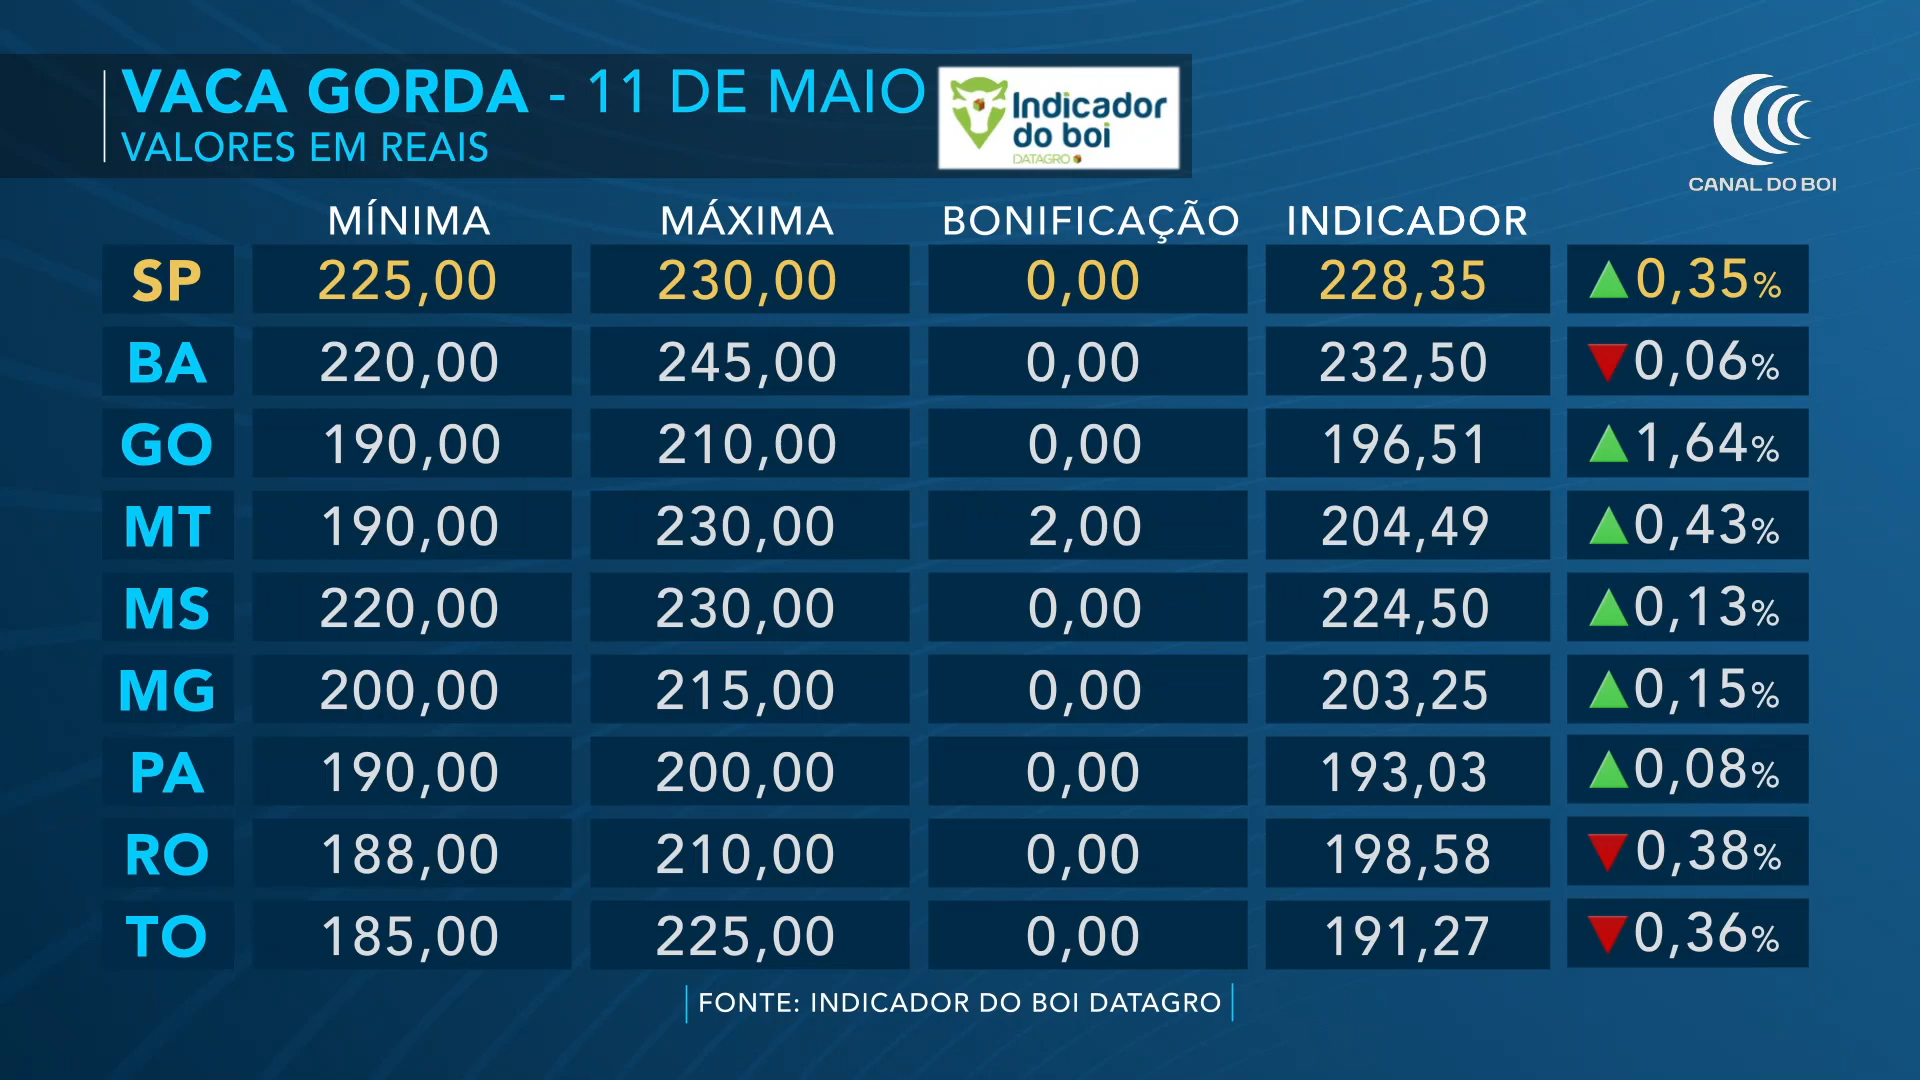 VACA GORDA - 11 DE MAIO
VALORES EM REAIS
Indicador
do boi
DATAGRO
CANAL DO BOI
MÍNIMA MÁXIMA BONIFICAÇÃO INDICADOR
SP 225,00 230,00 0,00 228,35 0,35%
BA 220,00 245,00 0,00 232,50 0,06%
GO 190,00 210,00 0,00 196,51 1,64%
MT 190,00 230,00 2,00 204,49 0,43%
MS 220,00 230,00 0,00 224,50 0,13%
MG 200,00 215,00 0,00 203,25 0,15%
PA 190,00 200,00 0,00 193,03 0,08%
RO 188,00 210,00 0,00 198,58 0,38%
TO 185,00 225,00 0,00 191,27 0,36%
FONTE: INDICADOR DO BOI DATAGRO